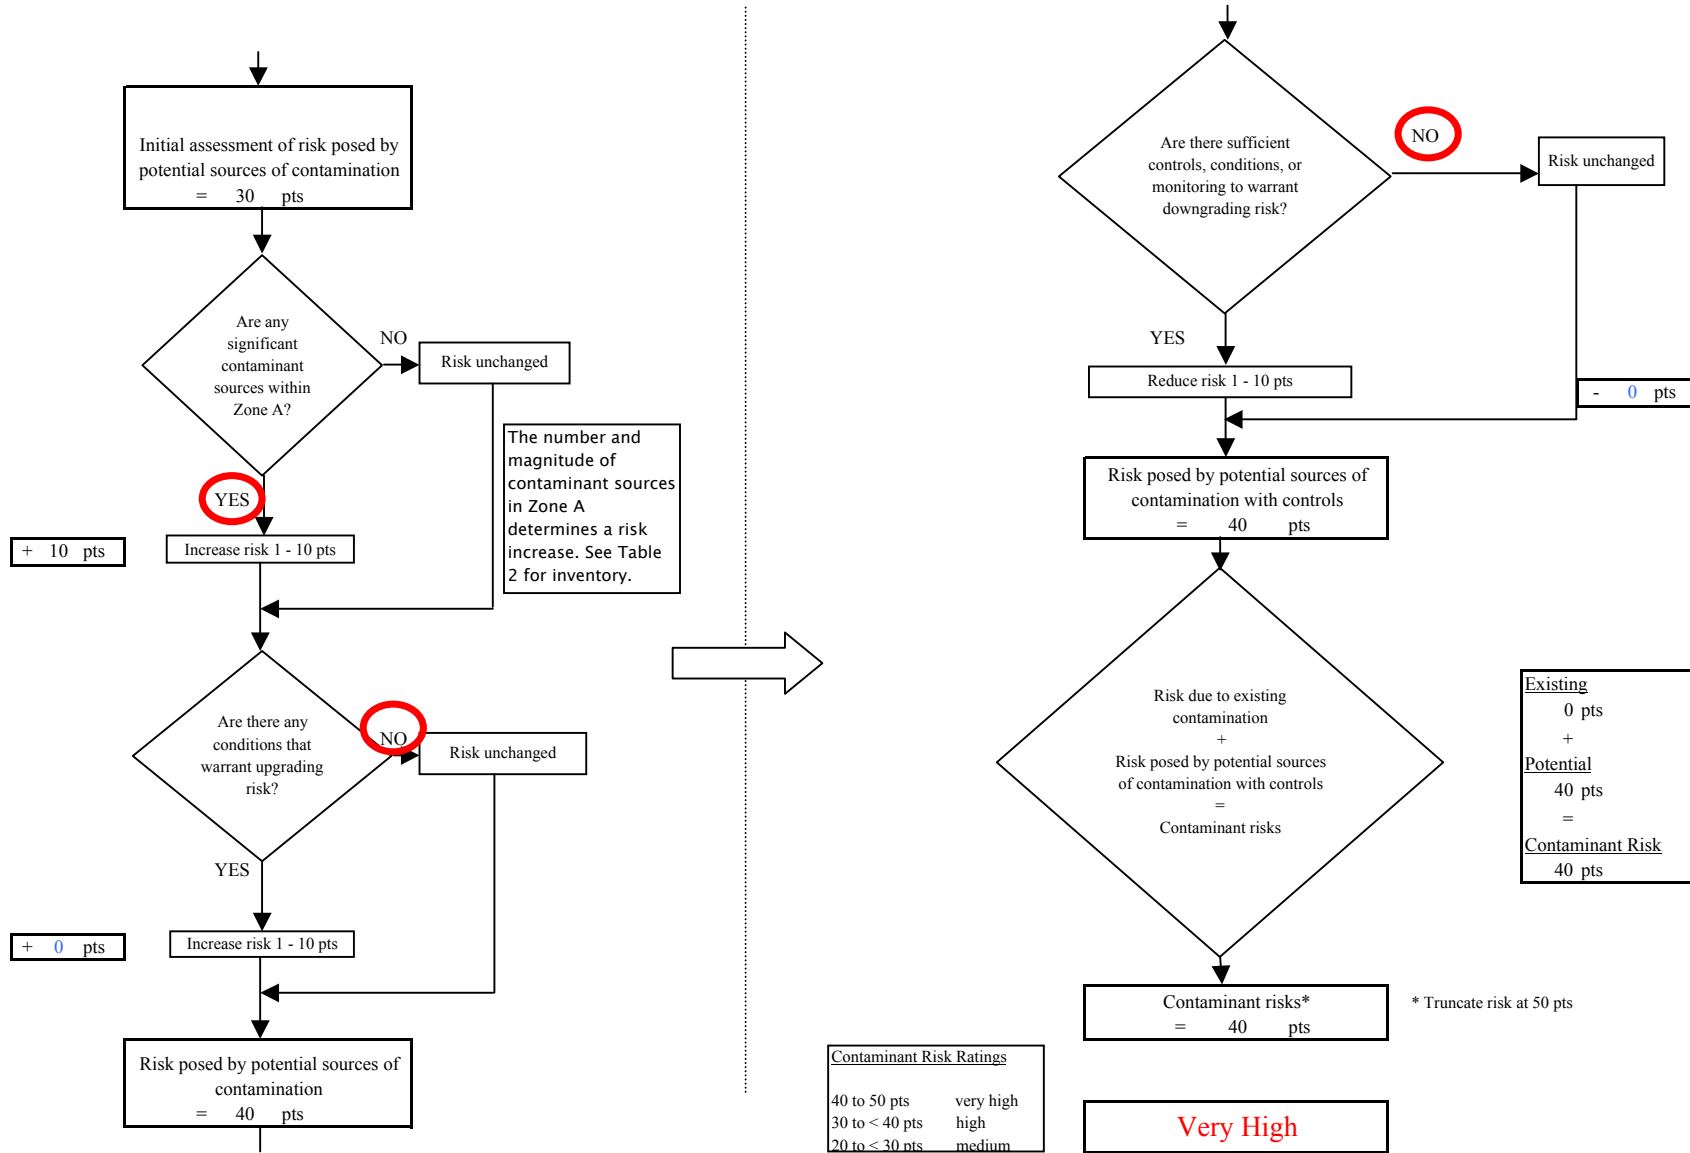 Initial assessment of risk posed by
potential sources of contamination
= 30 pts
Are any
significant
contaminant
sources within
Zone A?
NO
Risk unchanged
The number and
magnitude of
contaminant sources
in Zone A
determines a risk
increase. See Table
2 for inventory.
YES
+ 10 pts
Increase risk 1 - 10 pts
Are there any
conditions that
warrant upgrading
risk?
NO
Risk unchanged
YES
+ 0 pts
Increase risk 1 - 10 pts
Risk posed by potential sources of
contamination
= 40 pts
Are there sufficient
controls, conditions, or
monitoring to warrant
downgrading risk?
NO
Risk unchanged
YES
Reduce risk 1 - 10 pts
- 0 pts
Risk posed by potential sources of
contamination with controls
= 40 pts
Risk due to existing
contamination
+
Risk posed by potential sources
of contamination with controls
=
Contaminant risks
Existing
0 pts
+
Potential
40 pts
=
Contaminant Risk
40 pts
Contaminant risks*
= 40 pts
* Truncate risk at 50 pts
Contaminant Risk Ratings
40 to 50 pts very high
30 to < 40 pts high
20 to < 30 pts medium
Very High